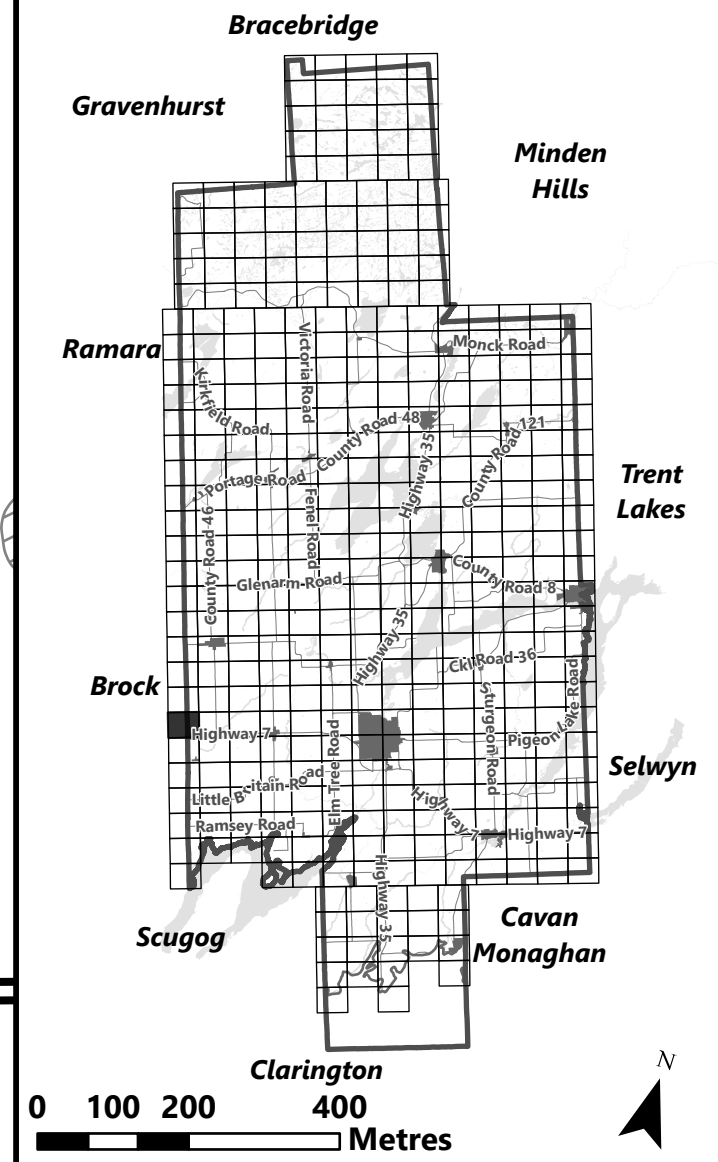 Bracebridge
Gravenhurst
Minden
Hills
Ramara
Monck Road
Victoria Road
Kirkfield Road
County Road 48
County Road 121
Highway 35
Portage Road
Fenel Road
County Road 46
Trent
Lakes
Glenarm Road
County Road 8
Highway 35
Ckl Road 36
Brock
Sturgeon Road
Pigeon Lake Road
Highway 7
Elm Tree Road
Selwyn
Little Britain Road
Highway 7
Ramsey Road
Highway 7
Highway 35
Scugog
Cavan
Monaghan
Clarington
N
0 100 200 400
Metres